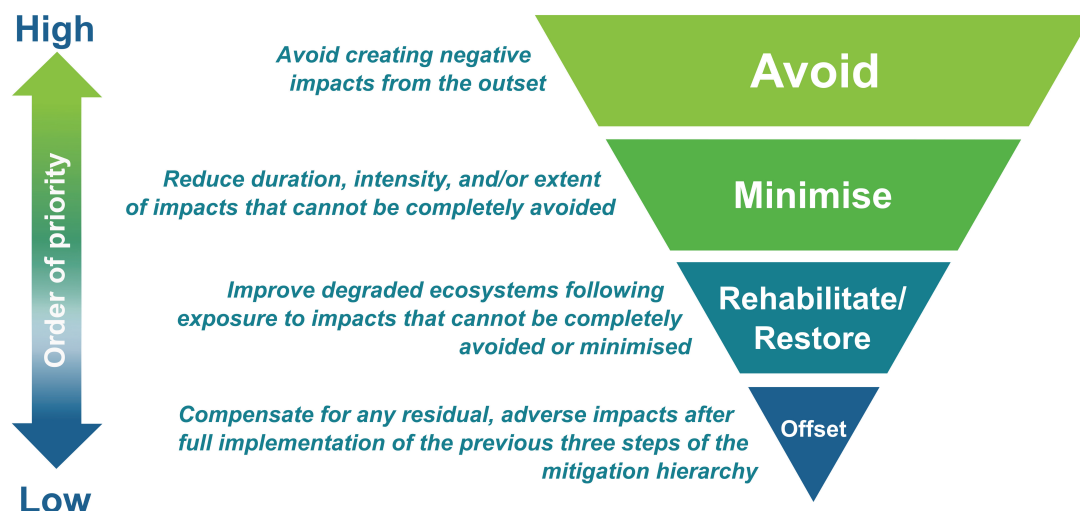 High
Order of priority
Low
Avoid creating negative
impacts from the outset
Avoid
Reduce duration, intensity, and/or extent
of impacts that cannot be completely avoided
Minimise
Improve degraded ecosystems following
exposure to impacts that cannot be completely
avoided or minimised
Rehabilitate/
Restore
Compensate for any residual, adverse impacts after
full implementation of the previous three steps of the
mitigation hierarchy
Offset